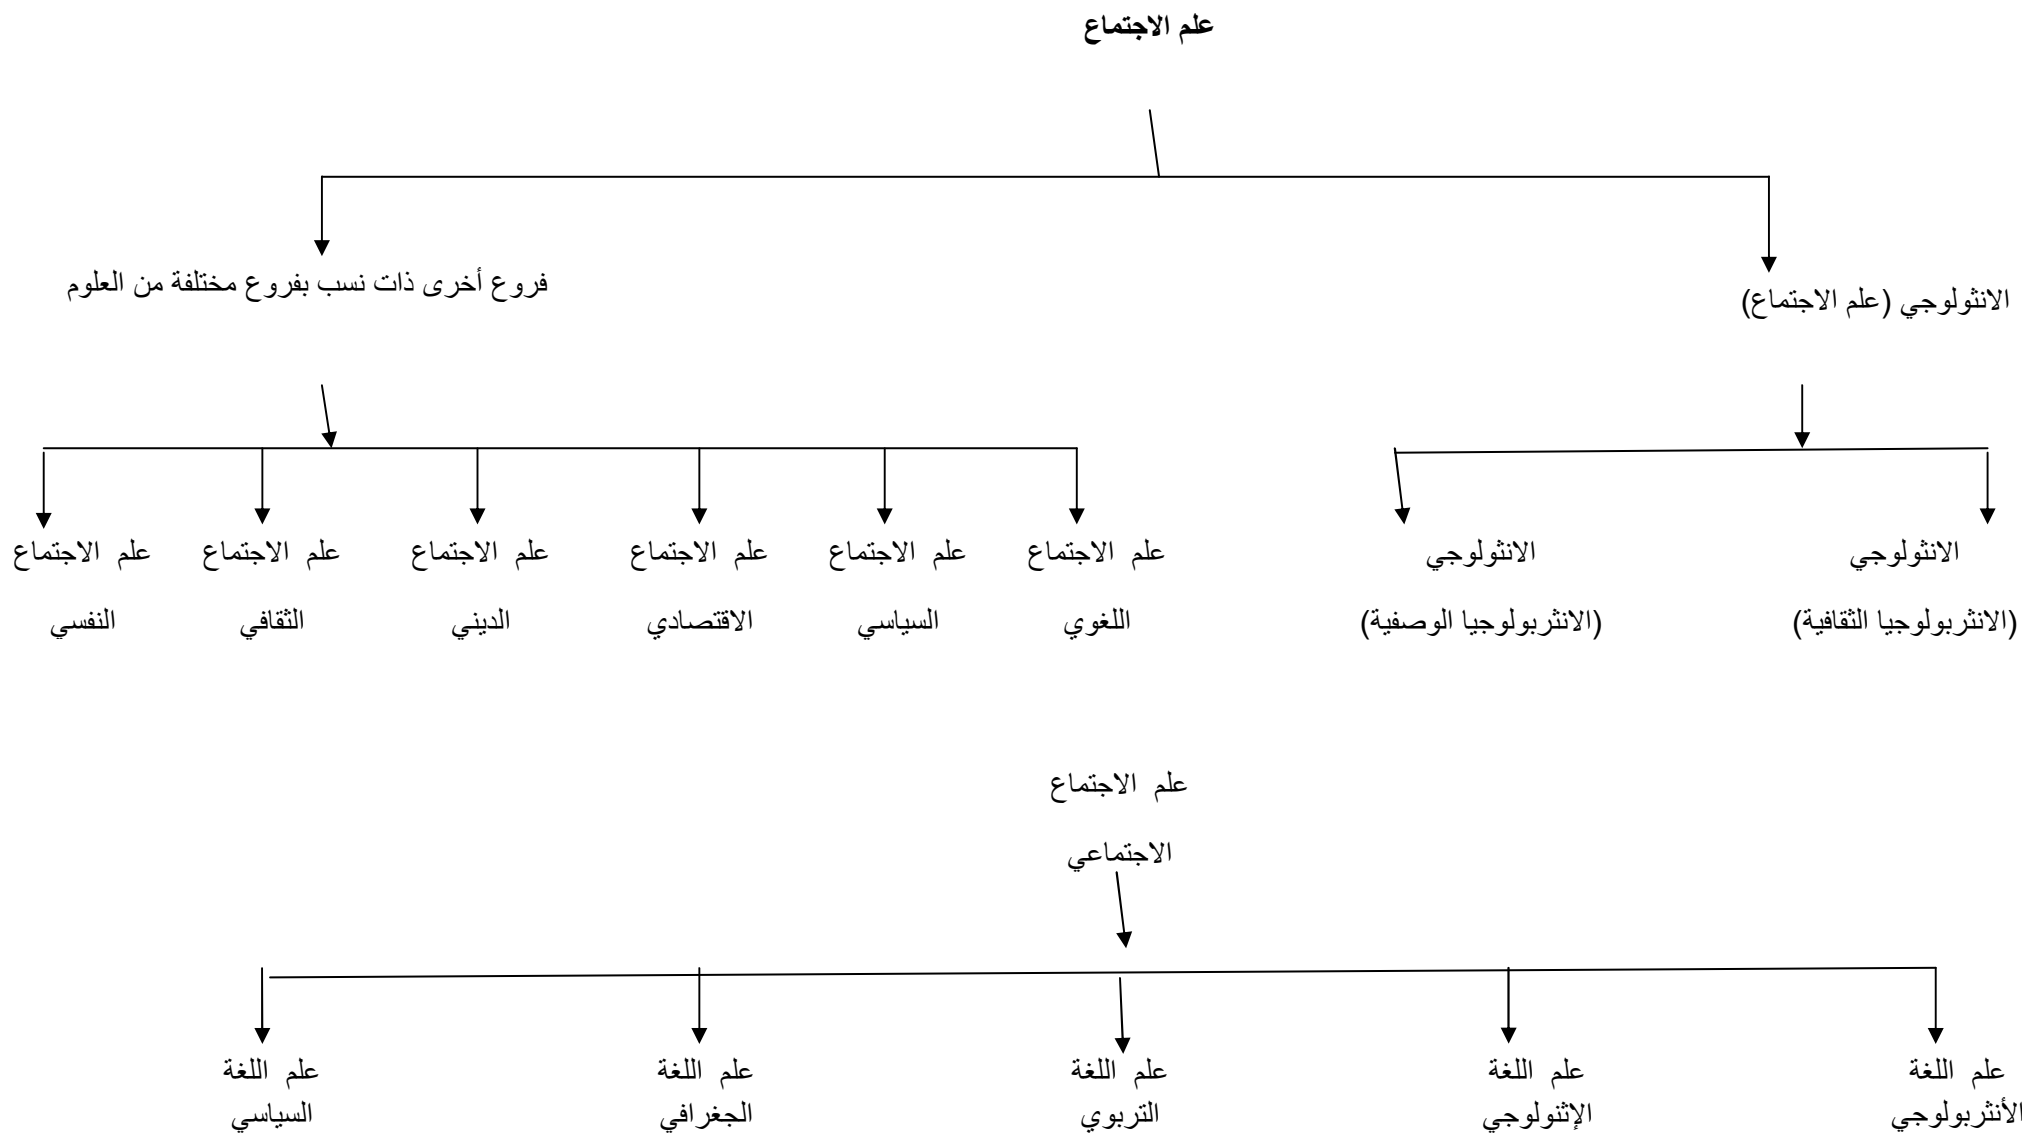 علم الاجتماع
الانثولوجي (علم الاجتماع)
فروع أخرى ذات نسب بفروع مختلفة من العلوم
الانثولوجي
(الانثربولوجيا الثقافية)
الانثولوجي
(الانثربولوجيا الوصفية)
علم الاجتماع
اللغوي
علم الاجتماع
السياسي
علم الاجتماع
الاقتصادي
علم الاجتماع
الديني
علم الاجتماع
الثقافي
علم الاجتماع
النفسي
علم الاجتماع
الاجتماعي
علم اللغة
الأنثربولوجي
علم اللغة
الإثنولوجي
علم اللغة
التربوي
علم اللغة
الجغرافي
علم اللغة
السياسي